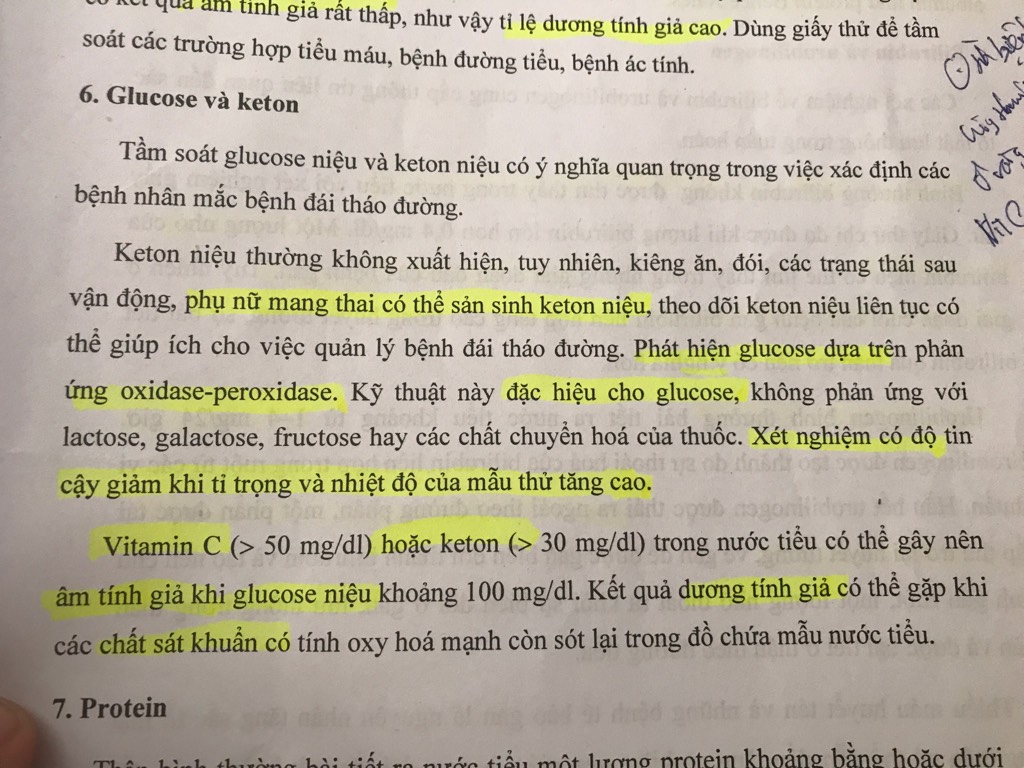 có kết quả âm tính giả rất thấp, như vậy tỉ lệ dương tính giả cao. Dùng giấy thử để tầm
soát các trường hợp tiểu máu, bệnh đường tiểu, bệnh ác tính.
6. Glucose và keton
Tầm soát glucose niệu và keton niệu có ý nghĩa quan trọng trong việc xác định các
bệnh nhân mắc bệnh đái tháo đường.
Keton niệu thường không xuất hiện, tuy nhiên, kiêng ăn, đói, các trạng thái sau
vận động, phụ nữ mang thai có thể sản sinh keton niệu, theo dõi keton niệu liên tục có
thể giúp ích cho việc quản lý bệnh đái tháo đường. Phát hiện glucose dựa trên phản
ứng oxidase-peroxidase. Kỹ thuật này đặc hiệu cho glucose, không phản ứng với
lactose, galactose, fructose hay các chất chuyển hoá của thuốc. Xét nghiệm có độ tin
cậy giảm khi tỉ trọng và nhiệt độ của mẫu thử tăng cao.
Vitamin C (> 50 mg/dl) hoặc keton (> 30 mg/dl) trong nước tiểu có thể gây nên
âm tính giả khi glucose niệu khoảng 100 mg/dl. Kết quả dương tính giả có thể gặp khi
các chất sát khuẩn có tính oxy hoá mạnh còn sót lại trong đồ chứa mẫu nước tiểu.
7. Protein
bình thường bài tiết ra nước tiểu một lượng protein khoảng bằng hoặc dưới